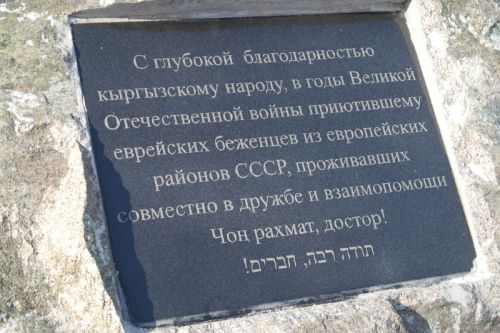 С глубокой благодарностью
кыргызскому народу, в годы Великой
Отечественной войны приютившему
еврейских беженцев из европейских
районов СССР, проживавших
совместно в дружбе и взаимопомощи
Чоң рахмат, достор!
תודה רבה, חברים!